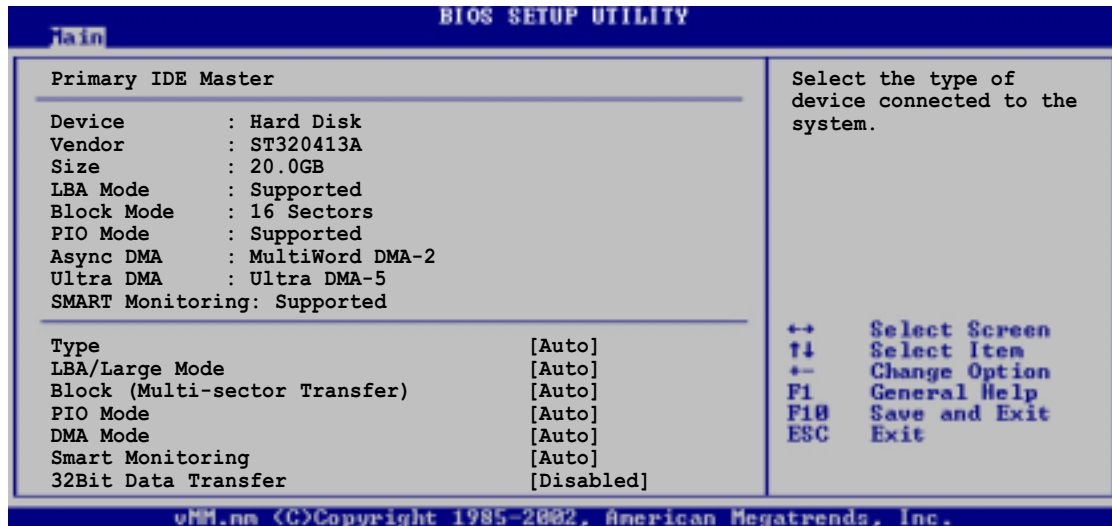 BIOS SETUP UTILITY
Main
Primary IDE Master
Device : Hard Disk
Vendor : ST320413A
Size : 20.0GB
LBA Mode : Supported
Block Mode : 16 Sectors
PIO Mode : Supported
Async DMA : MultiWord DMA-2
Ultra DMA : Ultra DMA-5
SMART Monitoring: Supported
Type [Auto]
LBA/Large Mode [Auto]
Block (Multi-sector Transfer) [Auto]
PIO Mode [Auto]
DMA Mode [Auto]
Smart Monitoring [Auto]
32Bit Data Transfer [Disabled]
Select the type of
device connected to the
system.
←→ Select Screen
↑↓ Select Item
+- Change Option
F1 General Help
F10 Save and Exit
ESC Exit
vMM.mm (C)Copyright 1985-2002, American Megatrends, Inc.